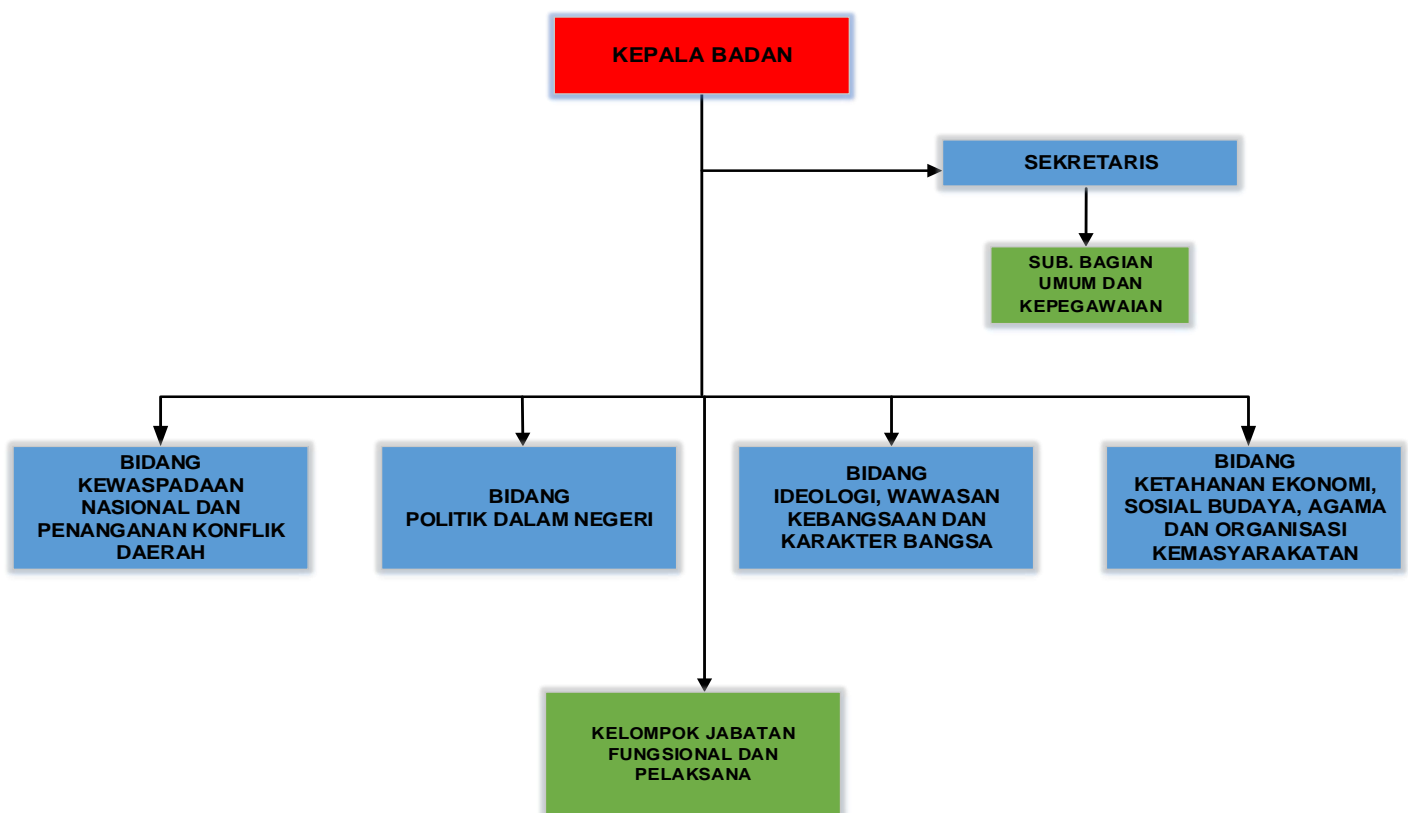 KEPALA BADAN
SEKRETARIS
SUB. BAGIAN
UMUM DAN
KEPEGAWAIAN
BIDANG
KEWASPADAAN
NASIONAL DAN
PENANGANAN KONFLIK
DAERAH
BIDANG
POLITIK DALAM NEGERI
BIDANG
IDEOLOGI, WAWASAN
KEBANGSAAN DAN
KARAKTER BANGSA
BIDANG
KETAHANAN EKONOMI,
SOSIAL BUDAYA, AGAMA
DAN ORGANISASI
KEMASYARAKATAN
KELOMPOK JABATAN
FUNGSIONAL DAN
PELAKSANA